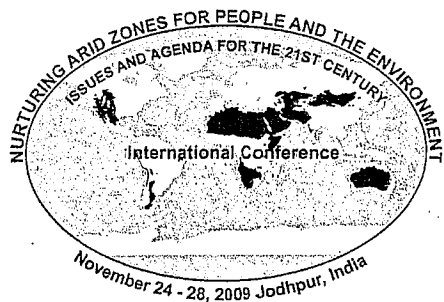 NURTURING ARID ZONES FOR PEOPLE AND THE ENVIRONMENT
ISSUES AND AGENDA FOR THE 21ST CENTURY
International Conference
November 24 - 28, 2009 Jodhpur, India